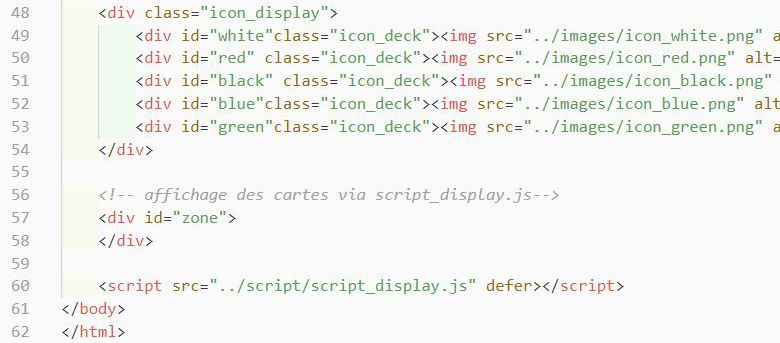 48 <div class="icon_display">
49 <div id="white"class="icon_deck"><img src="../images/icon_white.png" a
50 <div id="red" class="icon_deck"><img src="../images/icon_red.png" alt=
51 <div id="black" class="icon_deck"><img src="../images/icon_black.png"
52 <div id="blue"class="icon_deck"><img src="../images/icon_blue.png" alt
53 <div id="green"class="icon_deck"><img src="../images/icon_green.png" a
54 </div>
55
56 <!-- affichage des cartes via script_display.js-->
57 <div id="zone">
58 </div>
59
60 <script src="../script/script_display.js" defer></script>
61 </body>
62 </html>